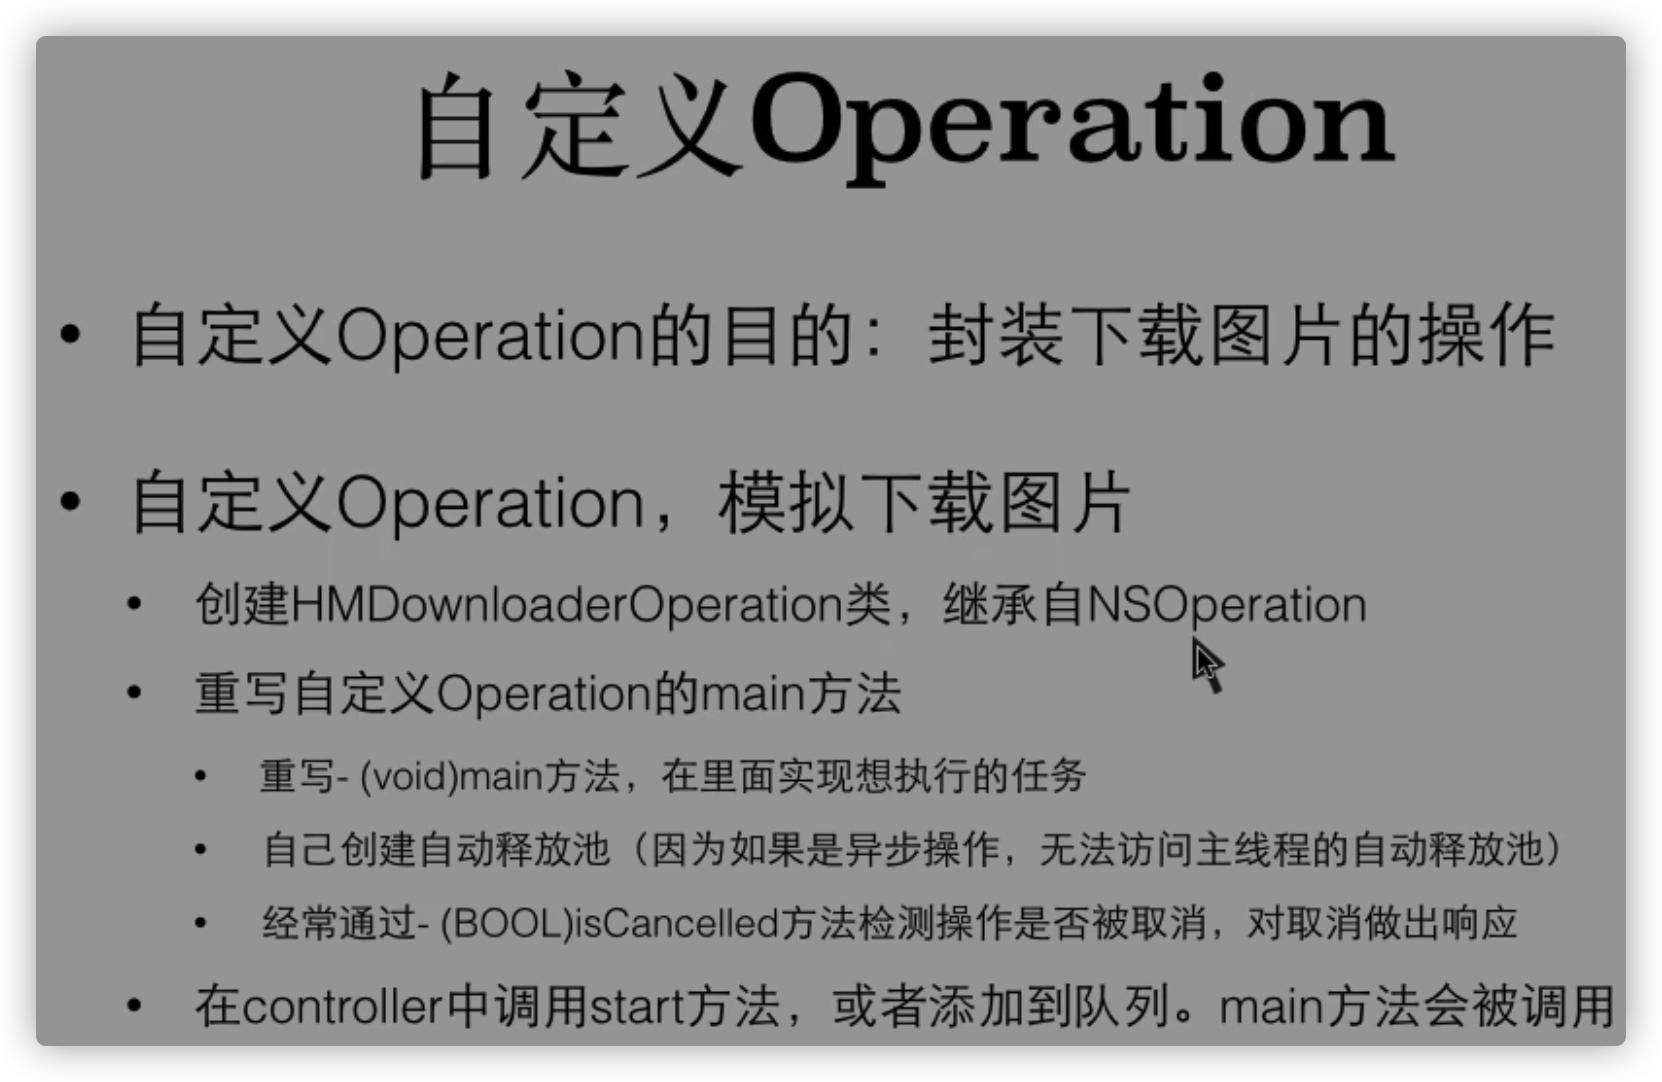 自定义Operation
• 自定义Operation的目的：封装下载图片的操作
• 自定义Operation，模拟下载图片
• 创建HMDownloaderOperation类，继承自NSOperation
• 重写自定义Operation的main方法
• 重写- (void)main方法，在里面实现想执行的任务
• 自己创建自动释放池（因为如果是异步操作，无法访问主线程的自动释放池）
• 经常通过- (BOOL)isCancelled方法检测操作是否被取消，对取消做出响应
• 在controller中调用start方法，或者添加到队列。main方法会被调用